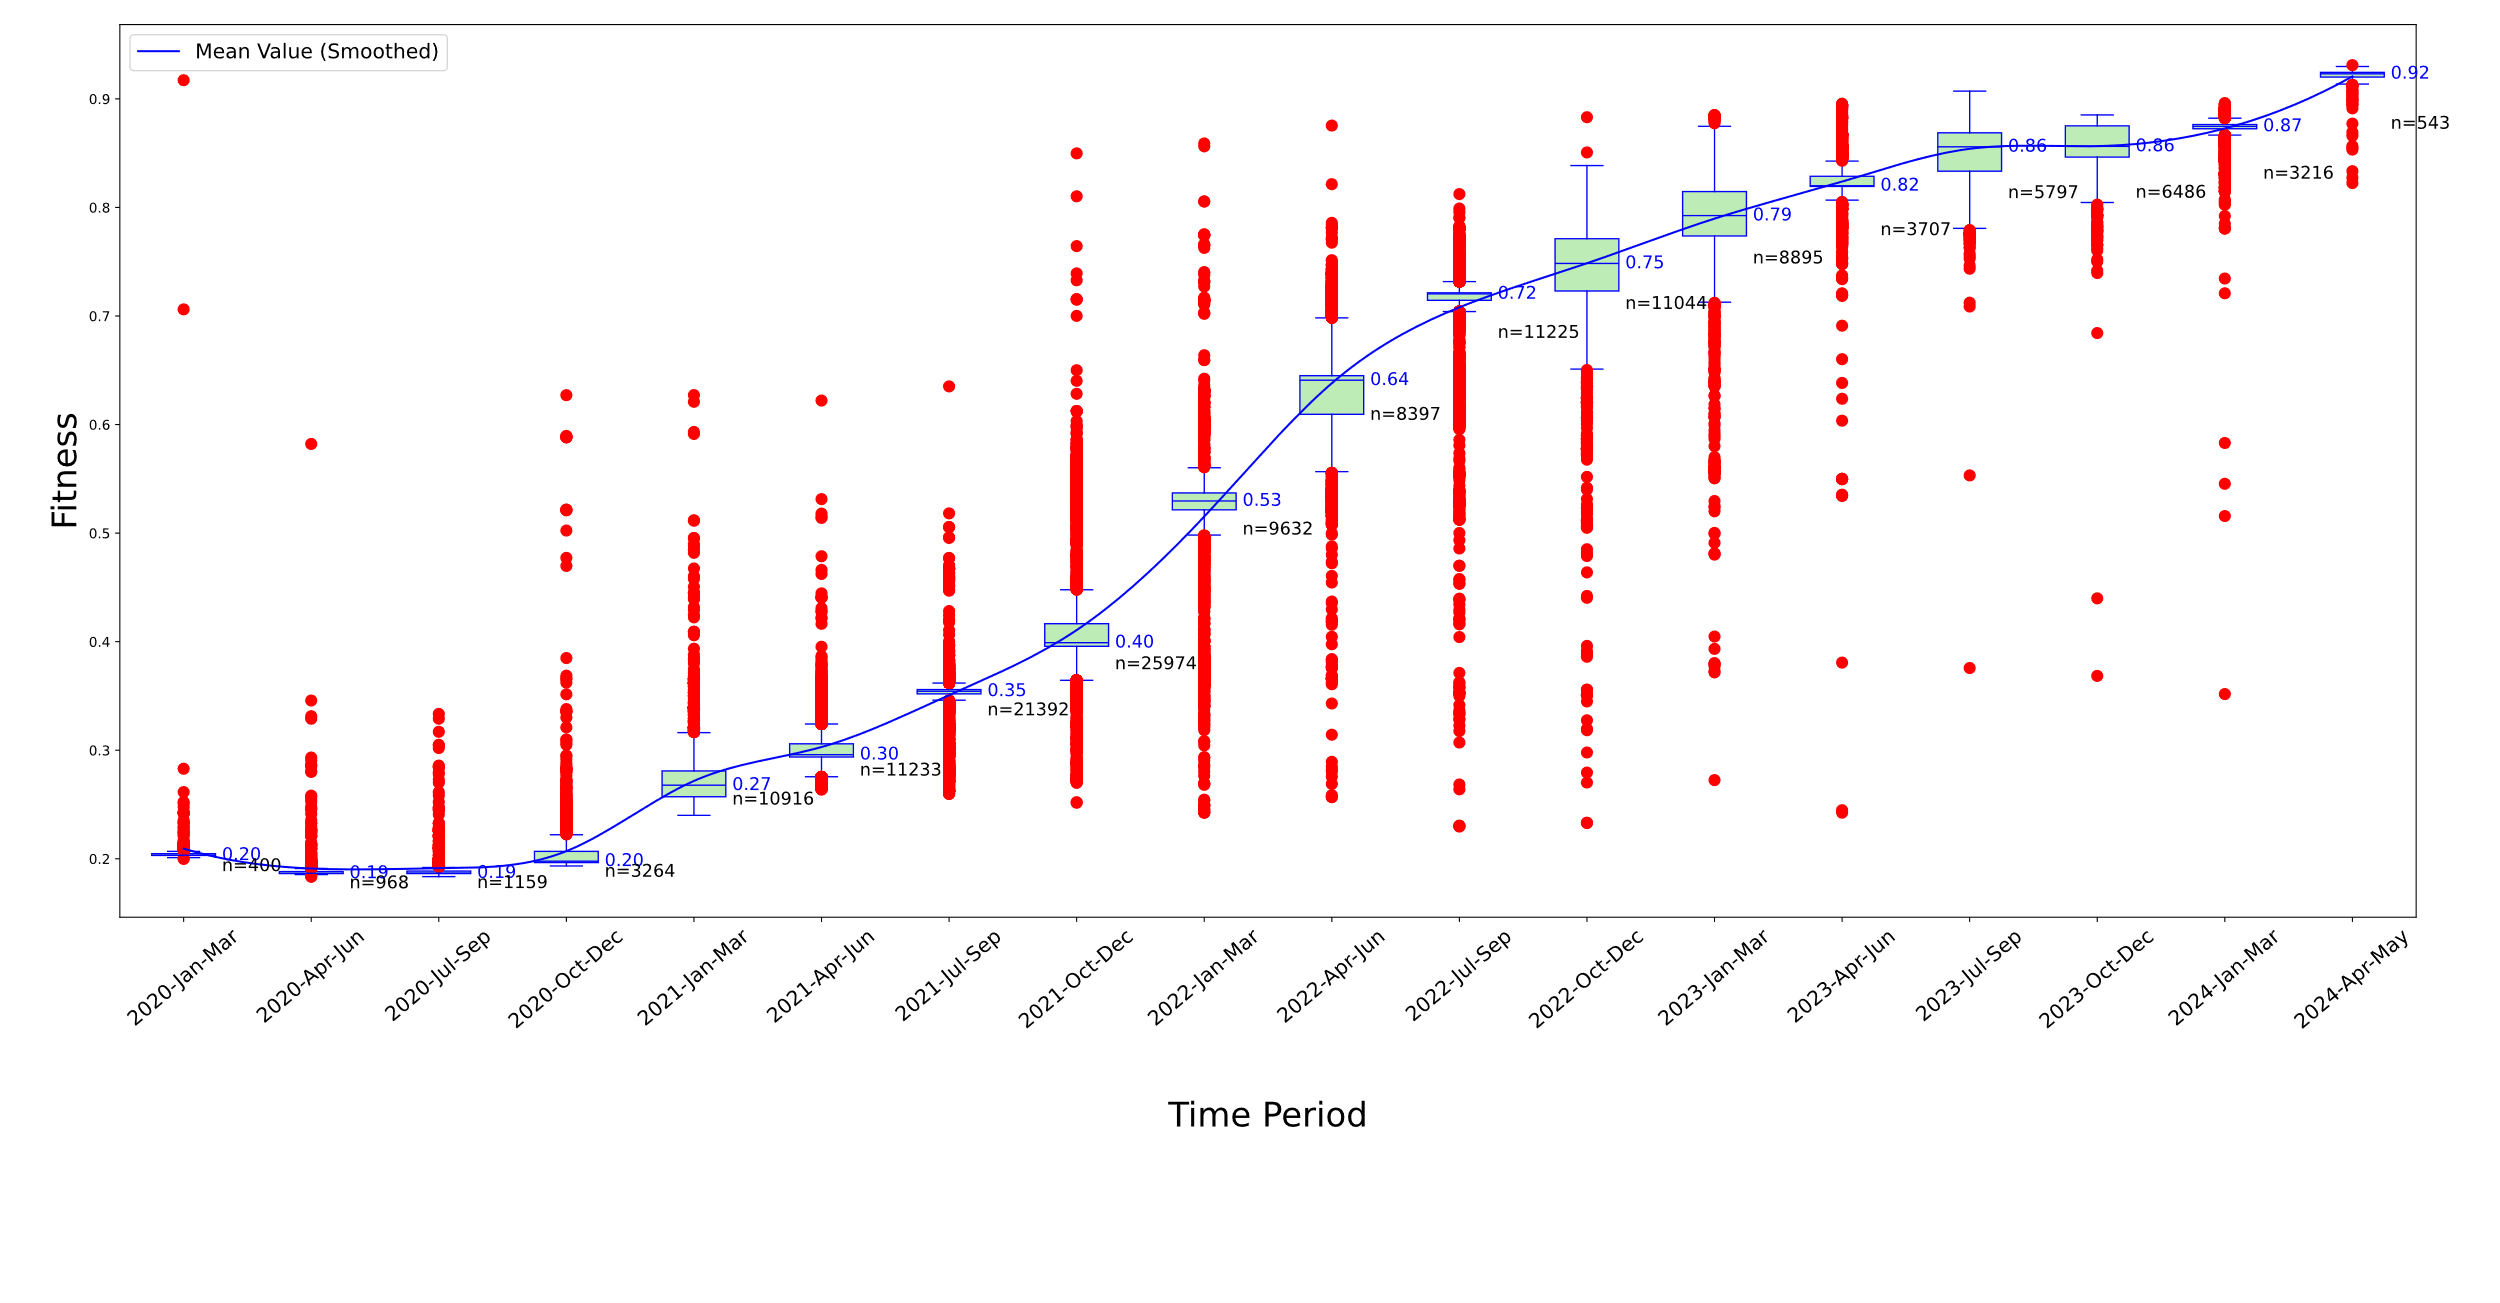 Mean Value (Smoothed)
Fitness
0.9
0.8
0.7
0.6
0.5
0.4
0.3
0.2
0.20
n=400
0.19
n=968
0.19
n=1159
0.20
n=3264
0.27
n=10916
0.30
n=11233
0.35
n=21392
0.40
n=25974
0.53
n=9632
0.64
n=8397
0.72
n=11225
0.75
n=11044
0.79
n=8895
0.82
n=3707
0.86
n=5797
0.86
n=6486
0.87
n=3216
0.92
n=543
2020-Jan-Mar
2020-Apr-Jun
2020-Jul-Sep
2020-Oct-Dec
2021-Jan-Mar
2021-Apr-Jun
2021-Jul-Sep
2021-Oct-Dec
2022-Jan-Mar
2022-Apr-Jun
2022-Jul-Sep
2022-Oct-Dec
2023-Jan-Mar
2023-Apr-Jun
2023-Jul-Sep
2023-Oct-Dec
2024-Jan-Mar
2024-Apr-May
Time Period